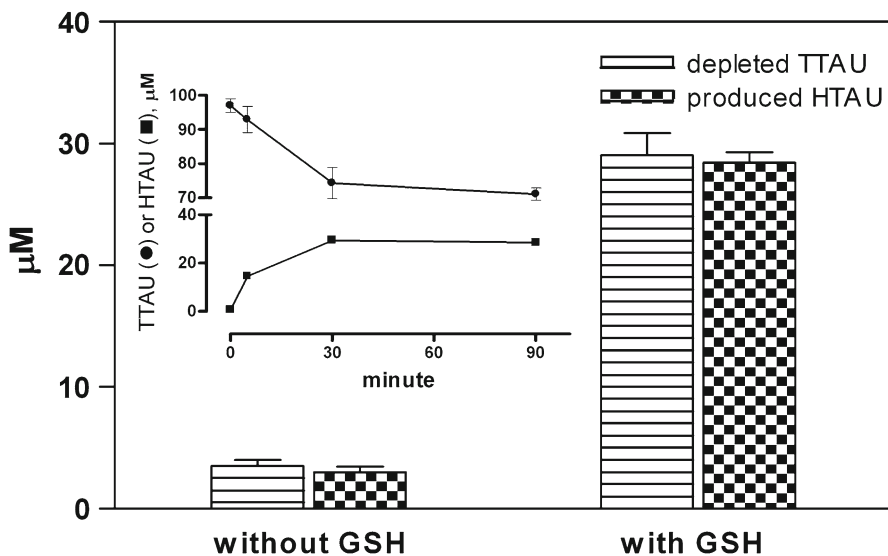 40
30
20
10
0
μM
depleted TTAU
produced HTAU
TTAU (●) or HTAU (■), μM
100
90
80
70
40
20
0
0 30 60 90
minute
without GSH with GSH